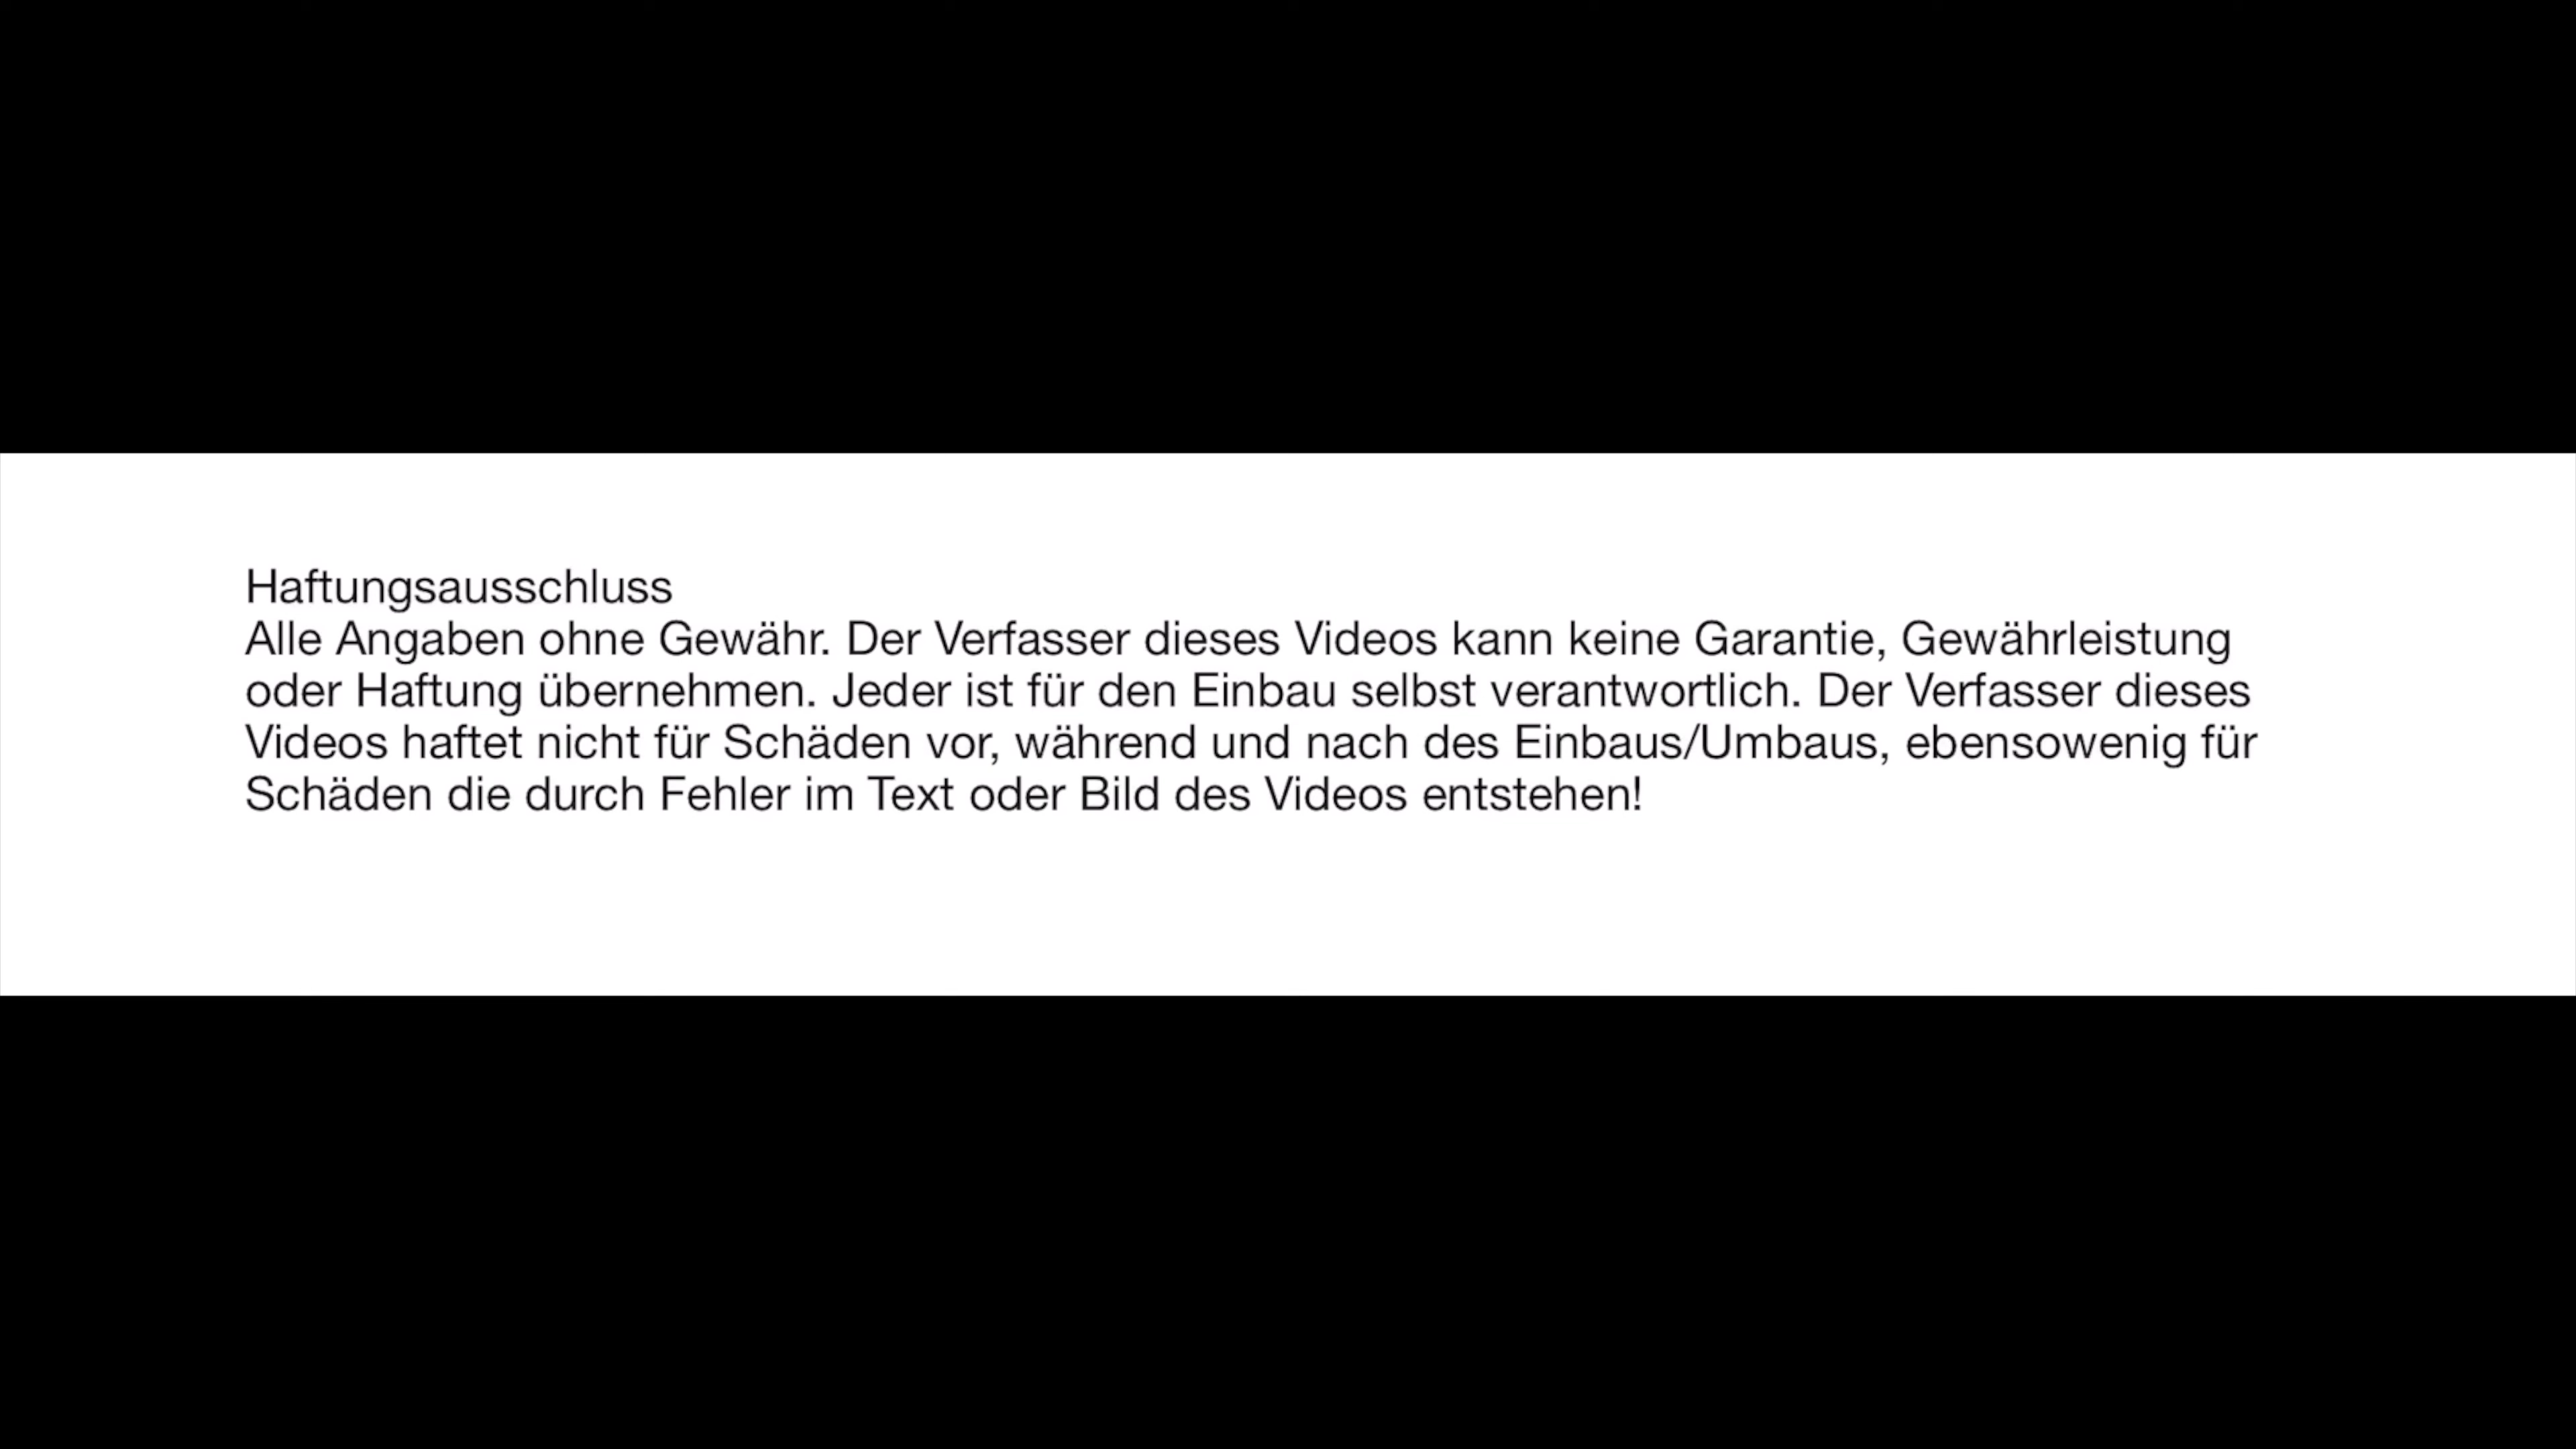 Haftungsausschluss
Alle Angaben ohne Gewähr. Der Verfasser dieses Videos kann keine Garantie, Gewährleistung
oder Haftung übernehmen. Jeder ist für den Einbau selbst verantwortlich. Der Verfasser dieses
Videos haftet nicht für Schäden vor, während und nach des Einbaus/Umbaus, ebensowenig für
Schäden die durch Fehler im Text oder Bild des Videos entstehen!